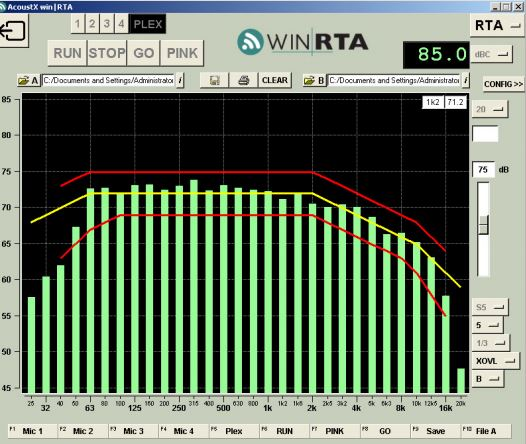 AcoustX win|RTA
1 2 3 4 PLEX
RTA
RUN STOP GO PINK
WIN|RTA
85.0
dBC
A C:/Documents and Settings/Administrator i
CLEAR
B C:/Documents and Settings/Administrator i
CONFIG >>
1k2 71.2
20
75 dB
85
80
75
70
65
60
55
50
45
S5
5
1/3
XOVL
B
25 32 40 50 63 80 100 125 160 200 250 315 400 500 630 800 1k 1k2 1k6 2k 2k5 3k2 4k 5k 6k3 8k 10k 12k5 16k 20k
F1 Mic 1 F2 Mic 2 F3 Mic 3 F4 Mic 4 F5 Plex F6 RUN F7 PINK F8 GO F9 Save F10 File A